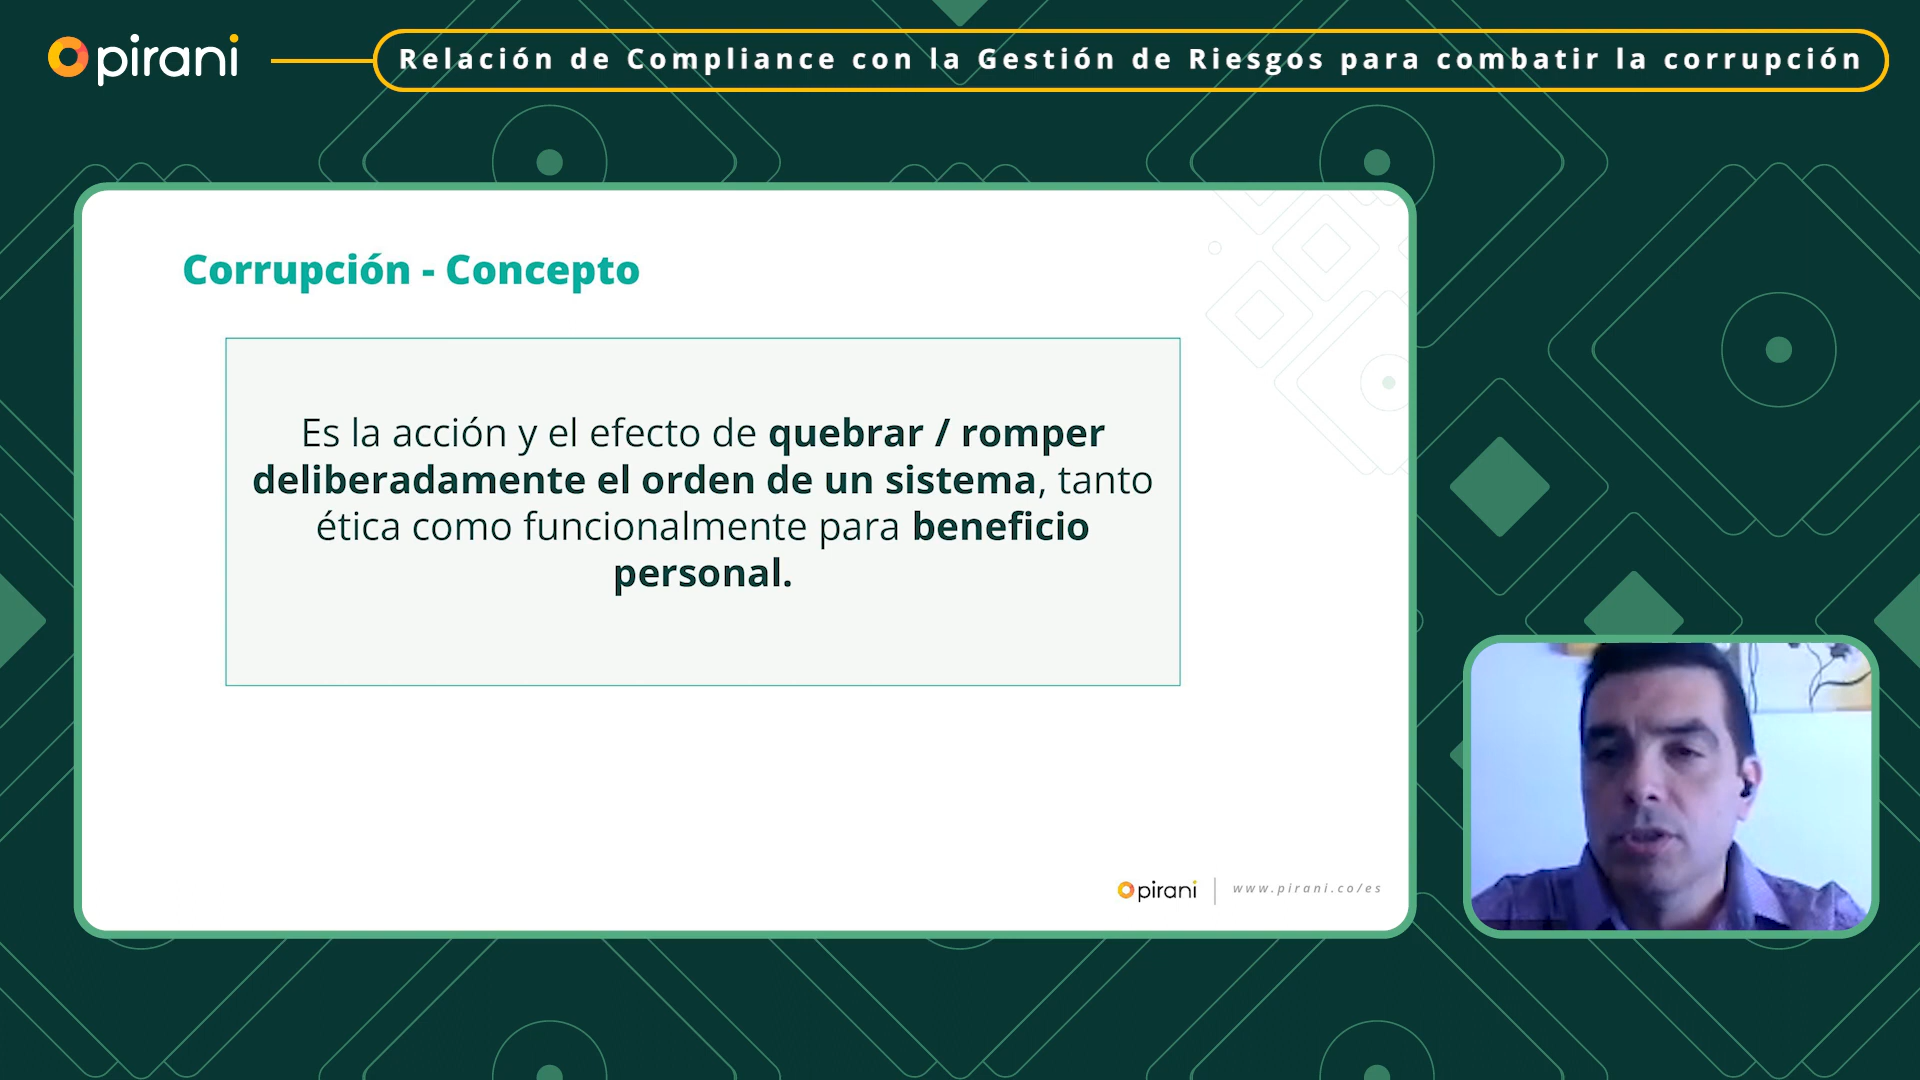 pirani
Relación de Compliance con la Gestión de Riesgos para combatir la corrupción
Corrupción - Concepto
Es la acción y el efecto de quebrar / romper
deliberadamente el orden de un sistema, tanto
ética como funcionalmente para beneficio
personal.
pirani
www.pirani.co/es